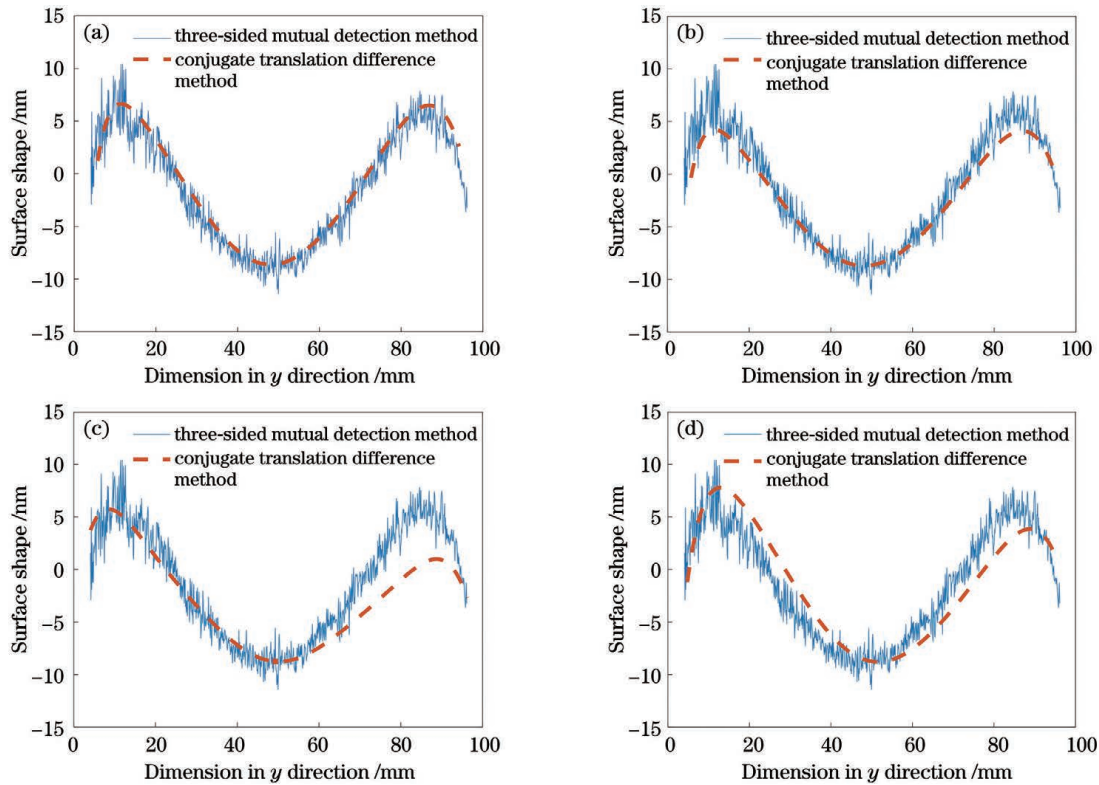 15
(a)
three-sided mutual detection method
conjugate translation difference
method
10
5
0
−5
−10
−15
0
20
40
60
80
100
Surface shape /nm
Dimension in y direction /mm
15
(b)
three-sided mutual detection method
conjugate translation difference
method
10
5
0
−5
−10
−15
0
20
40
60
80
100
Surface shape /nm
Dimension in y direction /mm
15
(c)
three-sided mutual detection method
conjugate translation difference
method
10
5
0
−5
−10
−15
0
20
40
60
80
100
Surface shape /nm
Dimension in y direction /mm
15
(d)
three-sided mutual detection method
conjugate translation difference
method
10
5
0
−5
−10
−15
0
20
40
60
80
100
Surface shape /nm
Dimension in y direction /mm